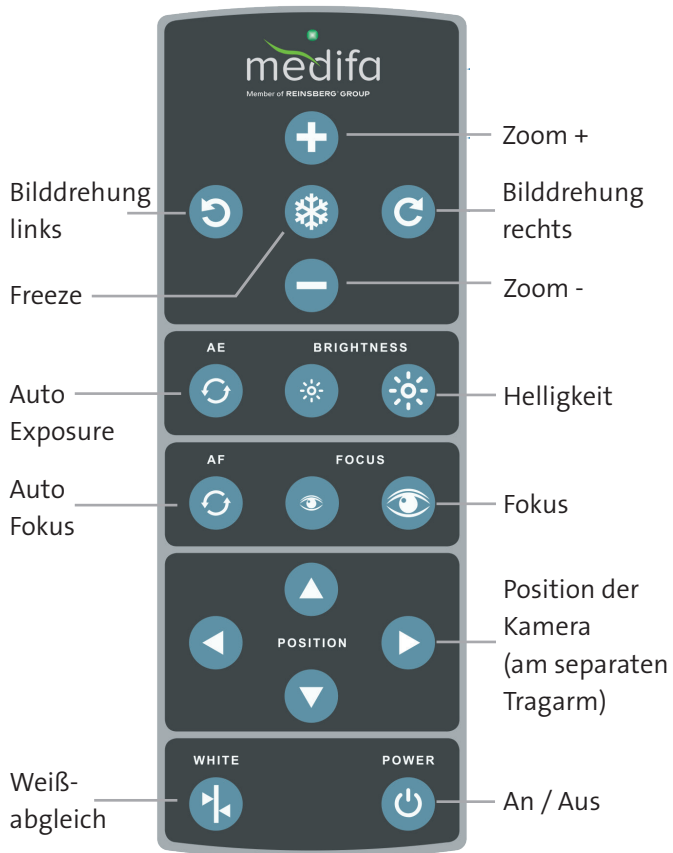 medifa
Member of REINSBERG GROUP
Zoom +
Bilddrehung
links
Bilddrehung
rechts
Freeze
Zoom -
AE
BRIGHTNESS
Auto
Exposure
Helligkeit
AF
FOCUS
Auto
Fokus
Fokus
POSITION
Position der
Kamera
(am separaten
Tragarm)
WHITE
POWER
Weiß-
abgleich
An / Aus